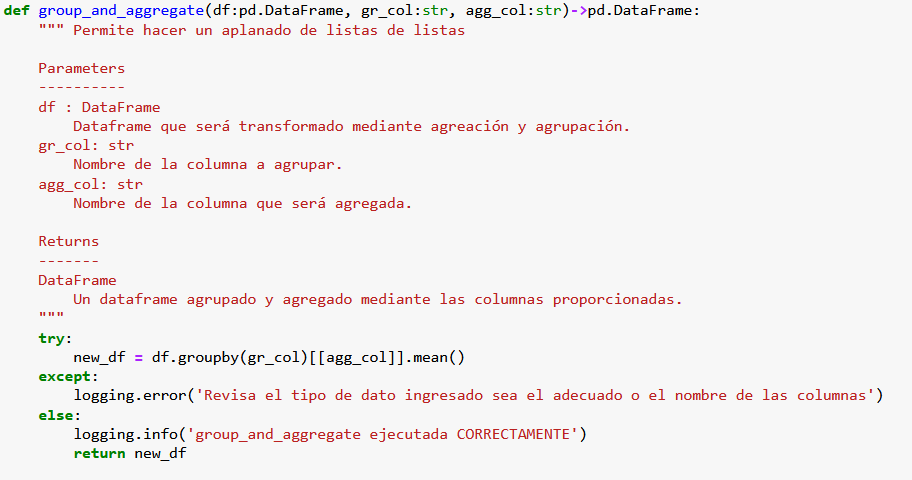 def group_and_aggregate(df:pd.DataFrame, gr_col:str, agg_col:str)->pd.DataFrame:
    """ Permite hacer un aplanado de listas de listas

    Parameters
    ----------
    df : DataFrame
        Dataframe que será transformado mediante agreación y agrupación.
    gr_col: str
        Nombre de la columna a agrupar.
    agg_col: str
        Nombre de la columna que será agregada.

    Returns
    -------
    DataFrame
        Un dataframe agrupado y agregado mediante las columnas proporcionadas.
    """
    try:
        new_df = df.groupby(gr_col)[[agg_col]].mean()
    except:
        logging.error('Revisa el tipo de dato ingresado sea el adecuado o el nombre de las columnas')
    else:
        logging.info('group_and_aggregate ejecutada CORRECTAMENTE')
        return new_df